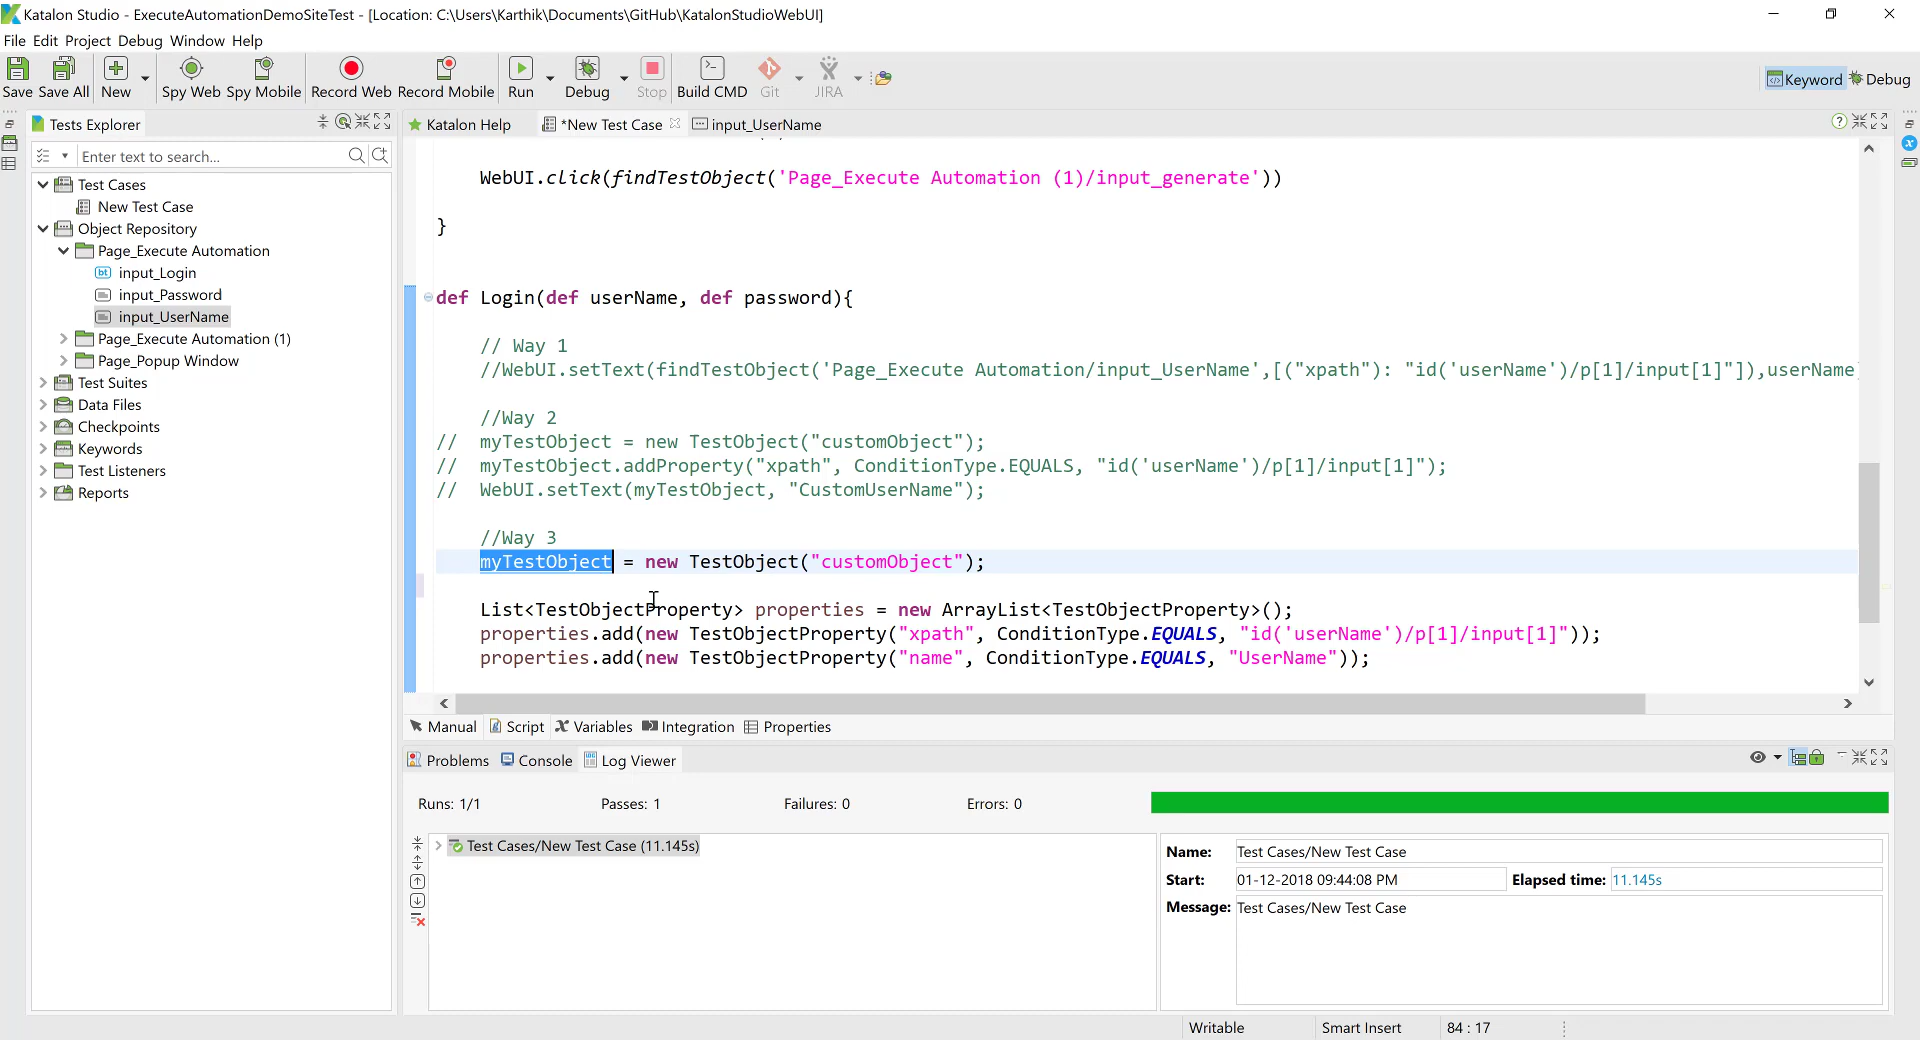 Katalon Studio - ExecuteAutomationDemoSiteTest - [Location: C:\Users\Karthik\Documents\GitHub\KatalonStudioWebUI]
File Edit Project Debug Window Help
Save Save All New Spy Web Spy Mobile Record Web Record Mobile Run Debug Stop Build CMD Git JIRA Keyword Debug
Tests Explorer
Katalon Help *New Test Case input_UserName
Enter text to search...
Test Cases
New Test Case
Object Repository
Page_Execute Automation
bt input_Login
input_Password
input_UserName
Page_Execute Automation (1)
Page_Popup Window
Test Suites
Data Files
Checkpoints
Keywords
Test Listeners
Reports
WebUI.click(findTestObject('Page_Execute Automation (1)/input_generate'))
}
def Login(def userName, def password){
// Way 1
//WebUI.setText(findTestObject('Page_Execute Automation/input_UserName',[("xpath"): "id('userName')/p[1]/input[1]"]),userName
//Way 2
// myTestObject = new TestObject("customObject");
// myTestObject.addProperty("xpath", ConditionType.EQUALS, "id('userName')/p[1]/input[1]");
// WebUI.setText(myTestObject, "CustomUserName");
//Way 3
myTestObject = new TestObject("customObject");
List<TestObjectProperty> properties = new ArrayList<TestObjectProperty>();
properties.add(new TestObjectProperty("xpath", ConditionType.EQUALS, "id('userName')/p[1]/input[1]"));
properties.add(new TestObjectProperty("name", ConditionType.EQUALS, "UserName"));
Manual Script Variables Integration Properties
Problems Console Log Viewer
Runs: 1/1 Passes: 1 Failures: 0 Errors: 0
Test Cases/New Test Case (11.145s)
Name: Test Cases/New Test Case
Start: 01-12-2018 09:44:08 PM Elapsed time: 11.145s
Message: Test Cases/New Test Case
Writable Smart Insert 84 : 17